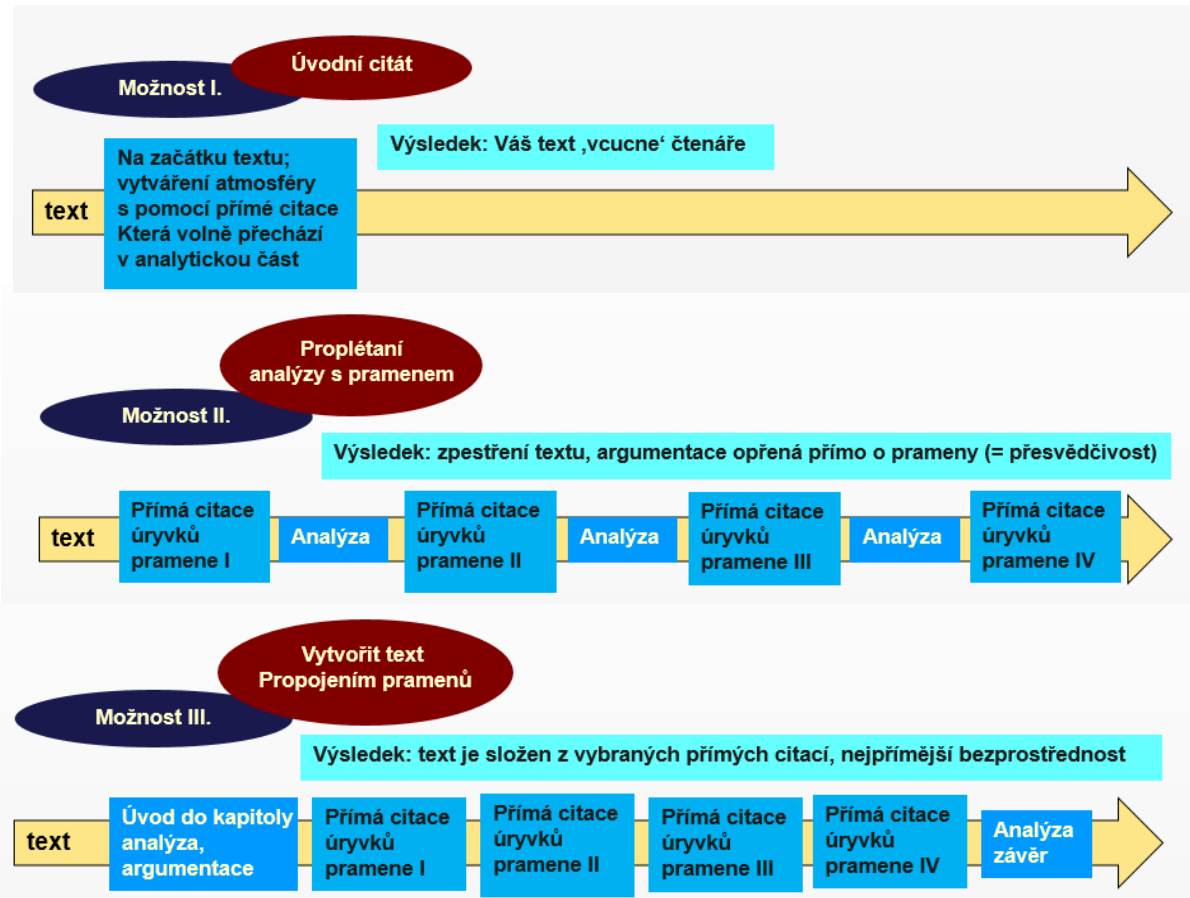 Úvodní citát
Možnost I.
Výsledek: Váš text ‚vcucne‘ čtenáře
Na začátku textu;
vytváření atmosféry
s pomocí přímé citace
Která volně přechází
v analytickou část
text
Proplétaní
analýzy s pramenem
Možnost II.
Výsledek: zpestření textu, argumentace opřená přímo o prameny (= přesvědčivost)
text
Přímá citace
úryvků
pramene I
Analýza
Přímá citace
úryvků
pramene II
Analýza
Přímá citace
úryvků
pramene III
Analýza
Přímá citace
úryvků
pramene IV
Vytvořit text
Propojením pramenů
Možnost III.
Výsledek: text je složen z vybraných přímých citací, nejpřímější bezprostřednost
text
Úvod do kapitoly
analýza,
argumentace
Přímá citace
úryvků
pramene I
Přímá citace
úryvků
pramene II
Přímá citace
úryvků
pramene III
Přímá citace
úryvků
pramene IV
Analýza
závěr